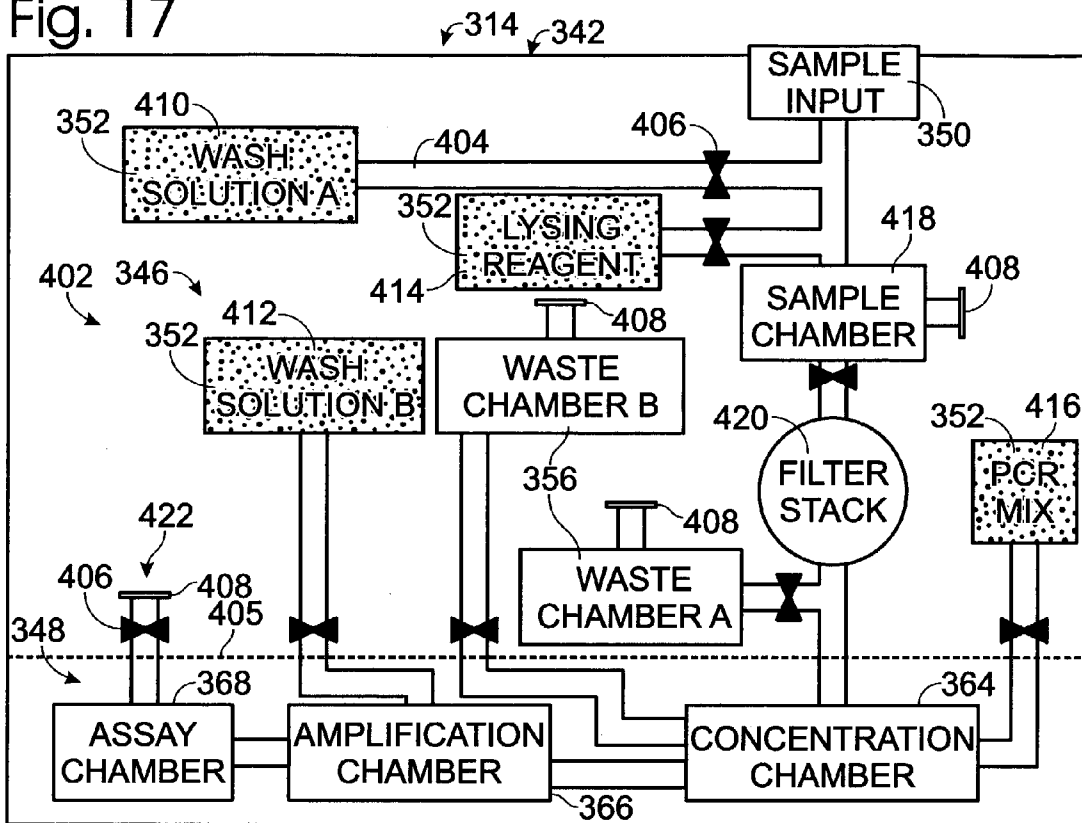 Fig. 17
314
342
SAMPLE
INPUT
350
410
352
WASH
SOLUTION A
404
406
352
LYSING
REAGENT
414
418
408
SAMPLE
CHAMBER
402
346
412
352
WASH
SOLUTION B
408
WASTE
CHAMBER B
420
FILTER
STACK
352
416
PCR
MIX
356
408
422
WASTE
CHAMBER A
406
408
405
348
368
364
ASSAY
CHAMBER
AMPLIFICATION
CHAMBER
CONCENTRATION
CHAMBER
366